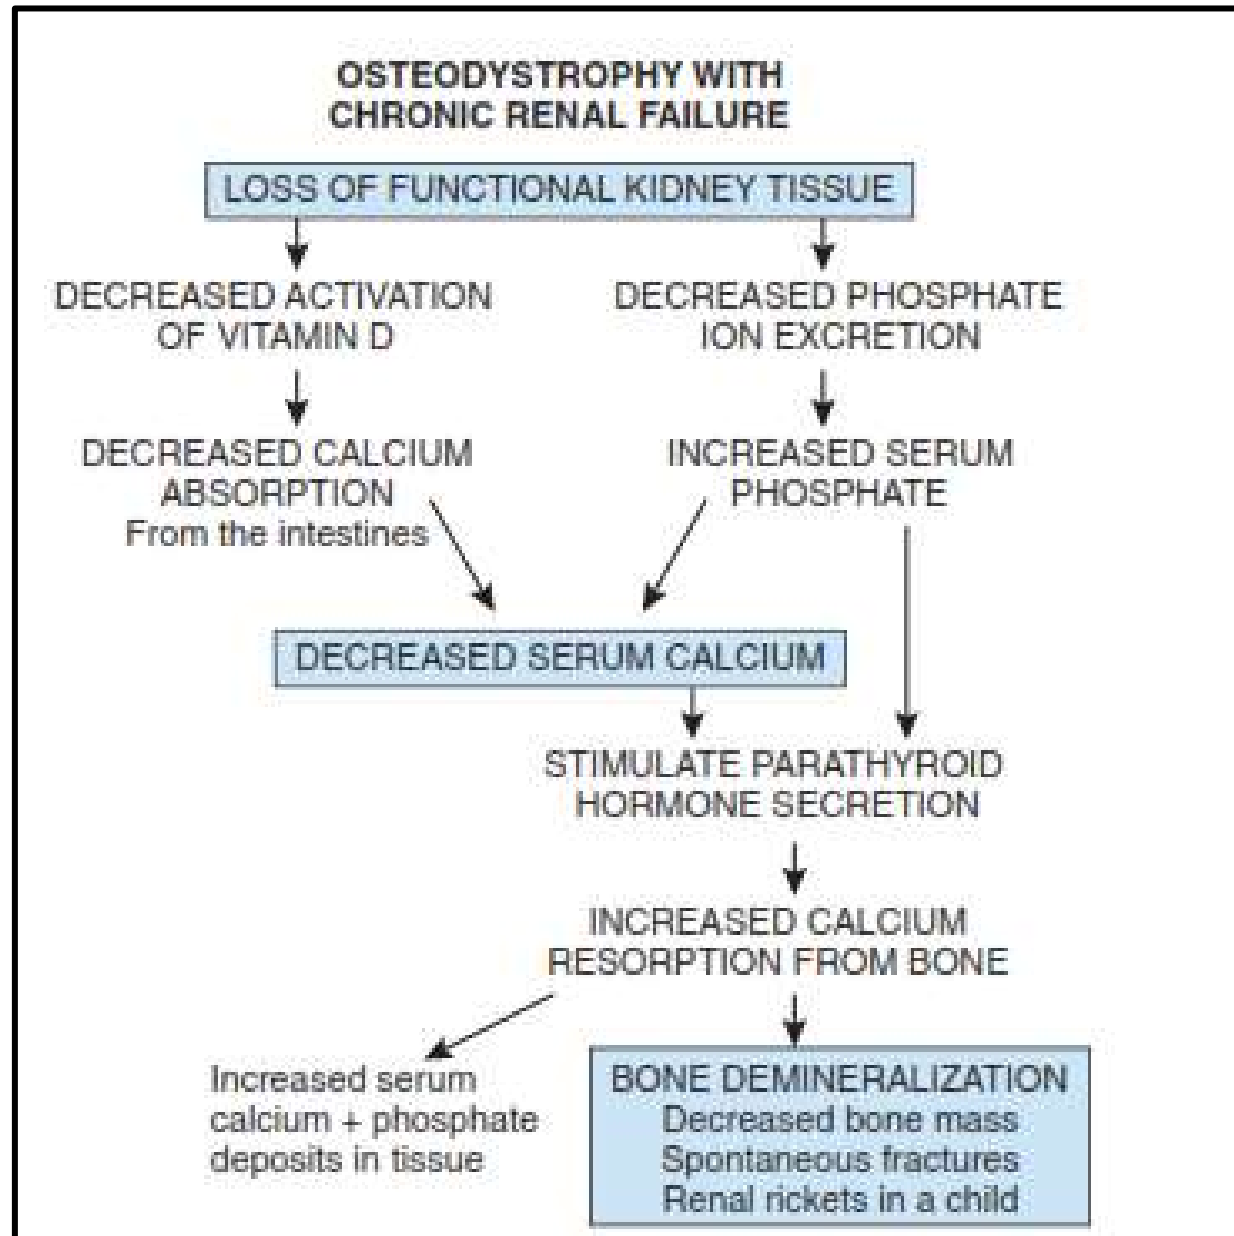 OSTEODYSTROPHY WITH
CHRONIC RENAL FAILURE
LOSS OF FUNCTIONAL KIDNEY TISSUE
DECREASED ACTIVATION
OF VITAMIN D
DECREASED PHOSPHATE
ION EXCRETION
DECREASED CALCIUM
ABSORPTION
From the intestines
INCREASED SERUM
PHOSPHATE
DECREASED SERUM CALCIUM
STIMULATE PARATHYROID
HORMONE SECRETION
INCREASED CALCIUM
RESORPTION FROM BONE
Increased serum
calcium + phosphate
deposits in tissue
BONE DEMINERALIZATION
Decreased bone mass
Spontaneous fractures
Renal rickets in a child